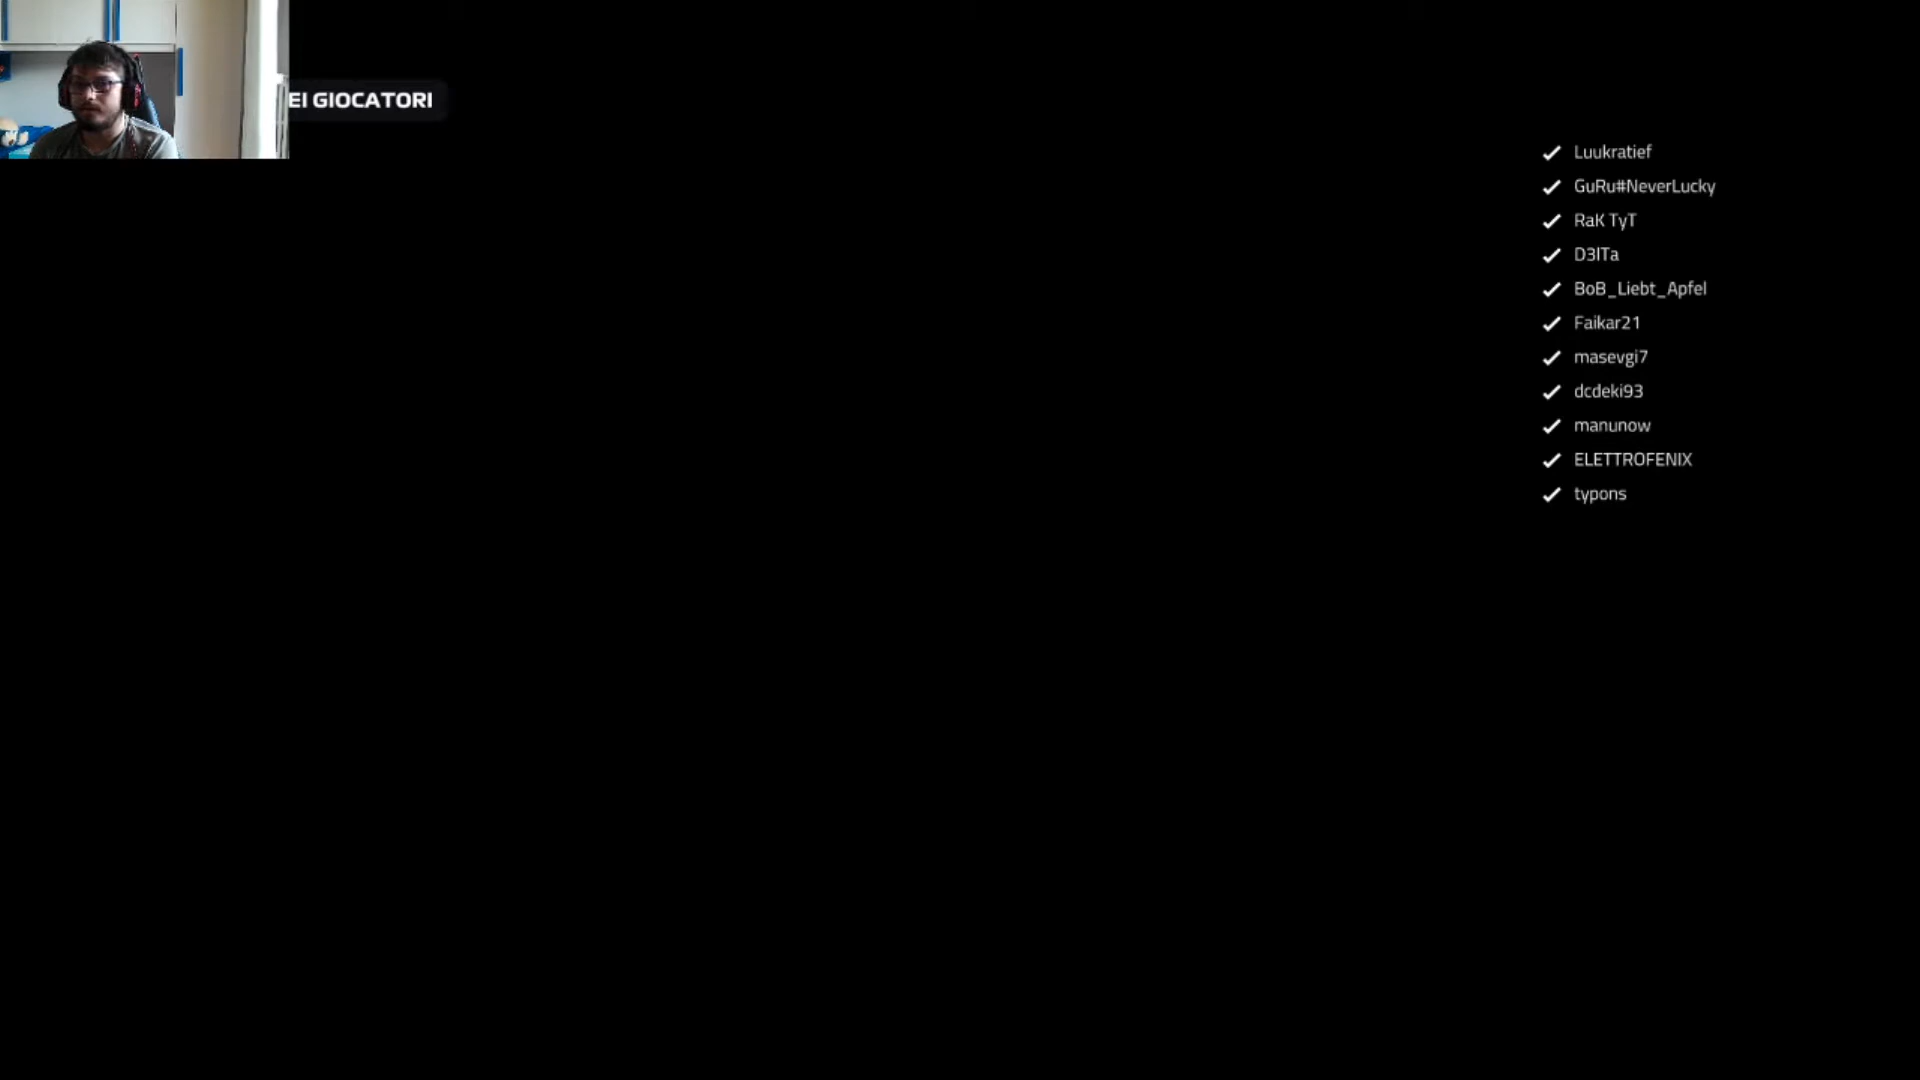 EI GIOCATORI
Luukratief
GuRu#NeverLucky
RaK TyT
D3lTa
BoB_Liebt_Apfel
Faikar21
masevgi7
dcdeki93
manunow
ELETTROFENIX
typons